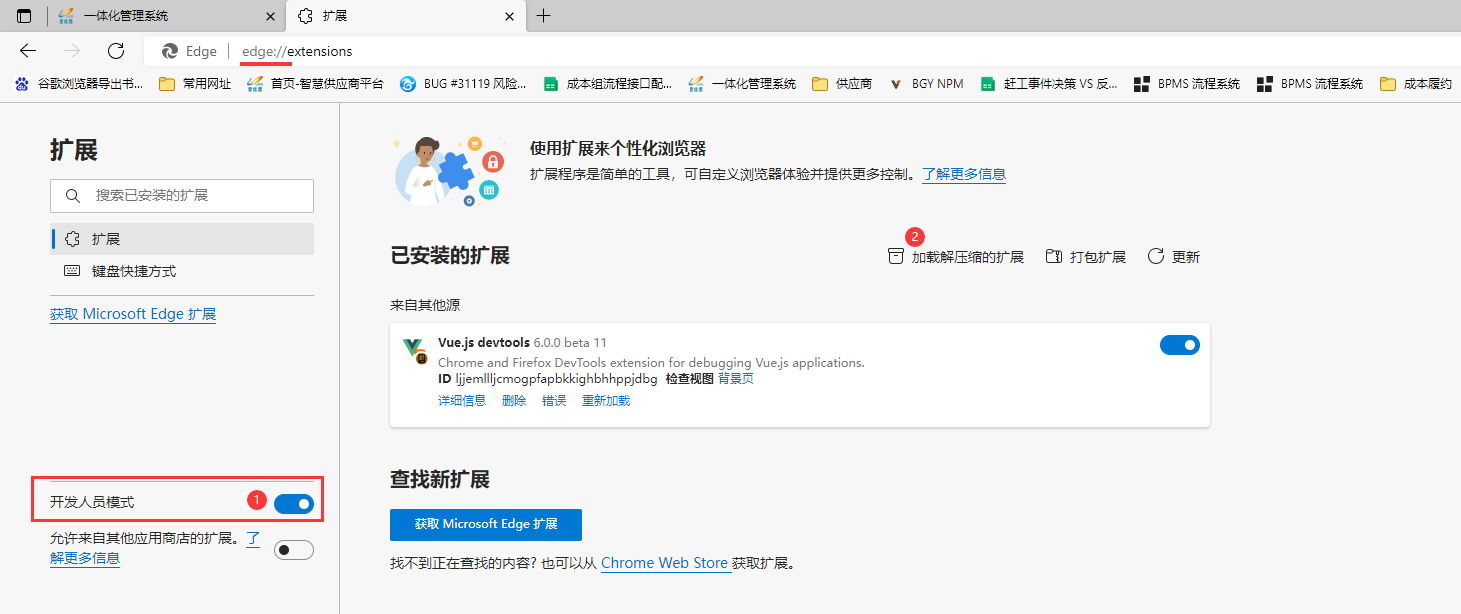 一体化管理系统
扩展
Edge
edge://extensions
谷歌浏览器导出书...
常用网址
首页-智慧供应商平台
BUG #31119 风险...
成本组流程接口配...
一体化管理系统
供应商
BGY NPM
赶工事件决策 VS 反...
BPMS 流程系统
BPMS 流程系统
成本履约
扩展
搜索已安装的扩展
扩展
键盘快捷方式
获取 Microsoft Edge 扩展
开发人员模式
1
允许来自其他应用商店的扩展。了
解更多信息
使用扩展来个性化浏览器
扩展程序是简单的工具，可自定义浏览器体验并提供更多控制。了解更多信息
已安装的扩展
2
加载解压缩的扩展
打包扩展
更新
来自其他源
Vue.js devtools 6.0.0 beta 11
Chrome and Firefox DevTools extension for debugging Vue.js applications.
ID ljjemllljcmogpfapbkkighbhhppjdbg 检查视图 背景页
详细信息 删除 错误 重新加载
查找新扩展
获取 Microsoft Edge 扩展
找不到正在查找的内容? 也可以从 Chrome Web Store 获取扩展。